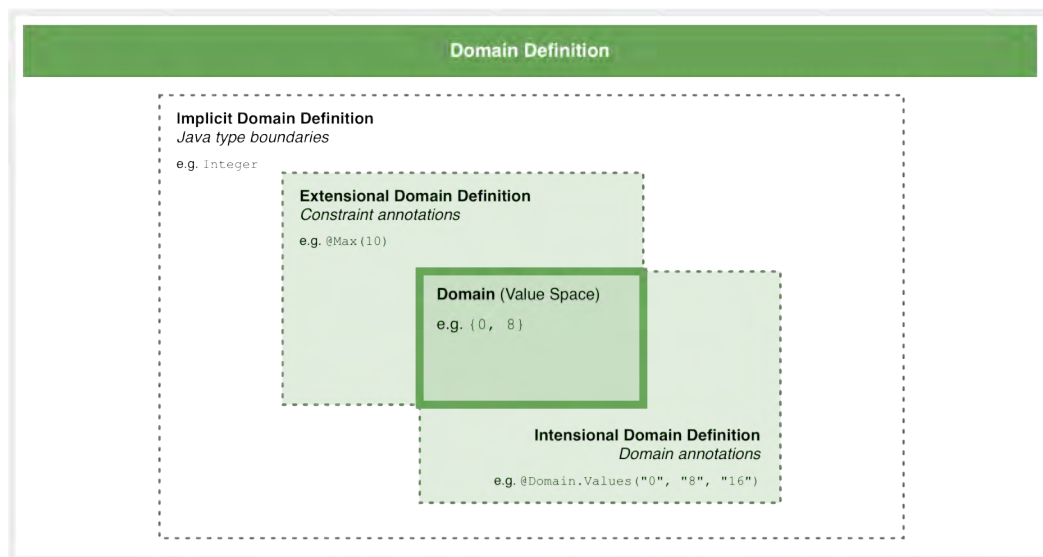 Domain Definition
Implicit Domain Definition
Java type boundaries
e.g. Integer
Extensional Domain Definition
Constraint annotations
e.g. @Max(10)
Domain (Value Space)
e.g. {0, 8}
Intensional Domain Definition
Domain annotations
e.g. @Domain.Values("0", "8", "16")